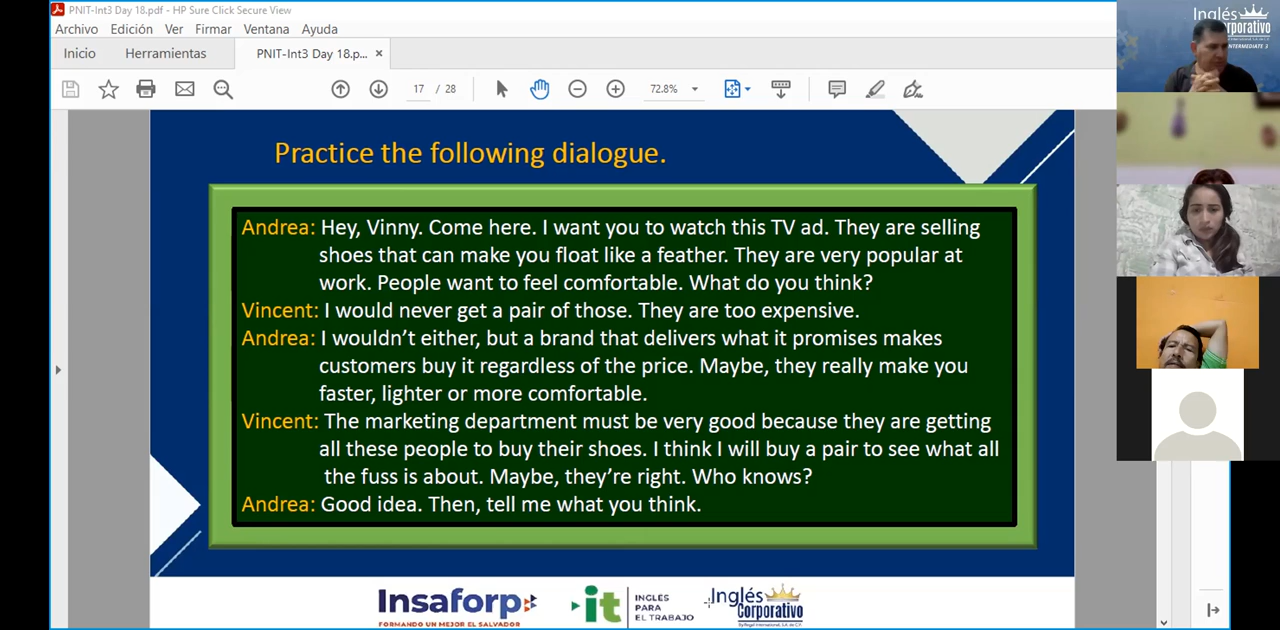 PNIT-Int3 Day 18.pdf - HP Sure Click Secure View
Archivo Edición Ver Firmar Ventana Ayuda
Inicio Herramientas PNIT-Int3 Day 18.p... ×
17 / 28 72.8%
Practice the following dialogue.
Andrea: Hey, Vinny. Come here. I want you to watch this TV ad. They are selling
shoes that can make you float like a feather. They are very popular at
work. People want to feel comfortable. What do you think?
Vincent: I would never get a pair of those. They are too expensive.
Andrea: I wouldn't either, but a brand that delivers what it promises makes
customers buy it regardless of the price. Maybe, they really make you
faster, lighter or more comfortable.
Vincent: The marketing department must be very good because they are getting
all these people to buy their shoes. I think I will buy a pair to see what all
the fuss is about. Maybe, they're right. Who knows?
Andrea: Good idea. Then, tell me what you think.
Insaforp
FORMANDO UN MEJOR EL SALVADOR
it
INGLES
PARA
EL TRABAJO
Inglés
Corporativo
Inglés
rporativo
INTERMEDIATE 3